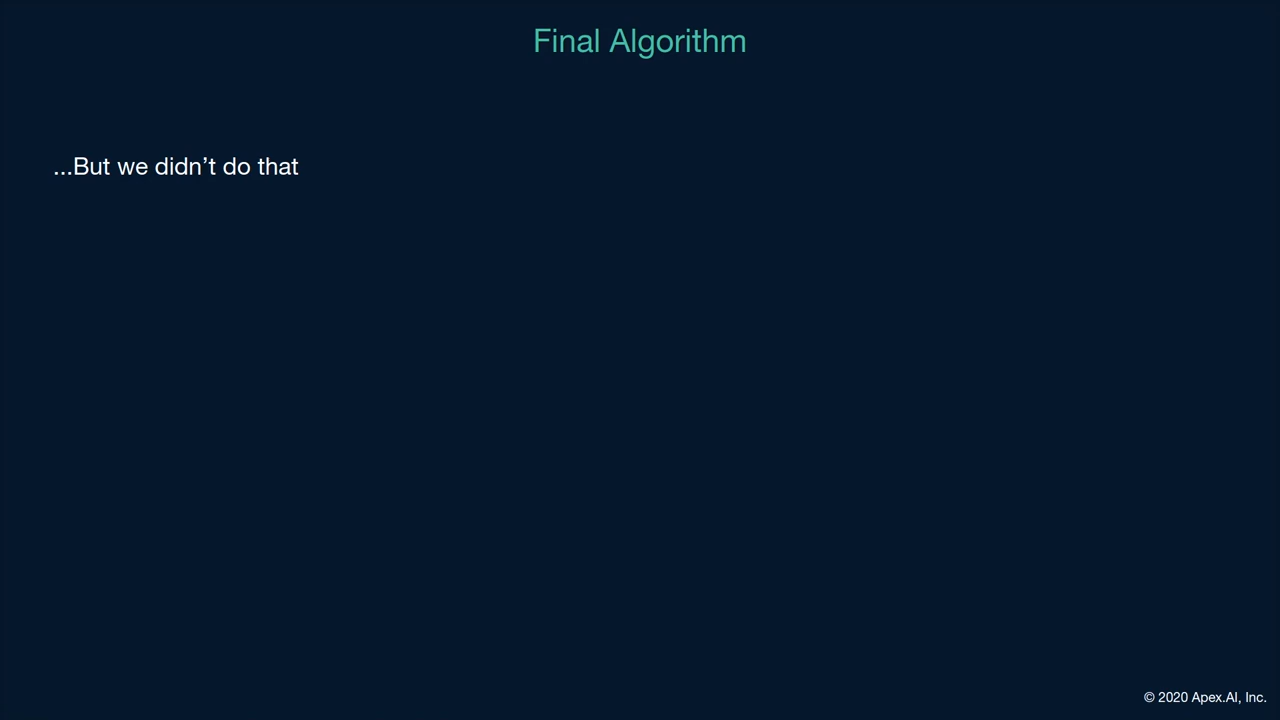 Final Algorithm
...But we didn’t do that
© 2020 Apex.AI, Inc.